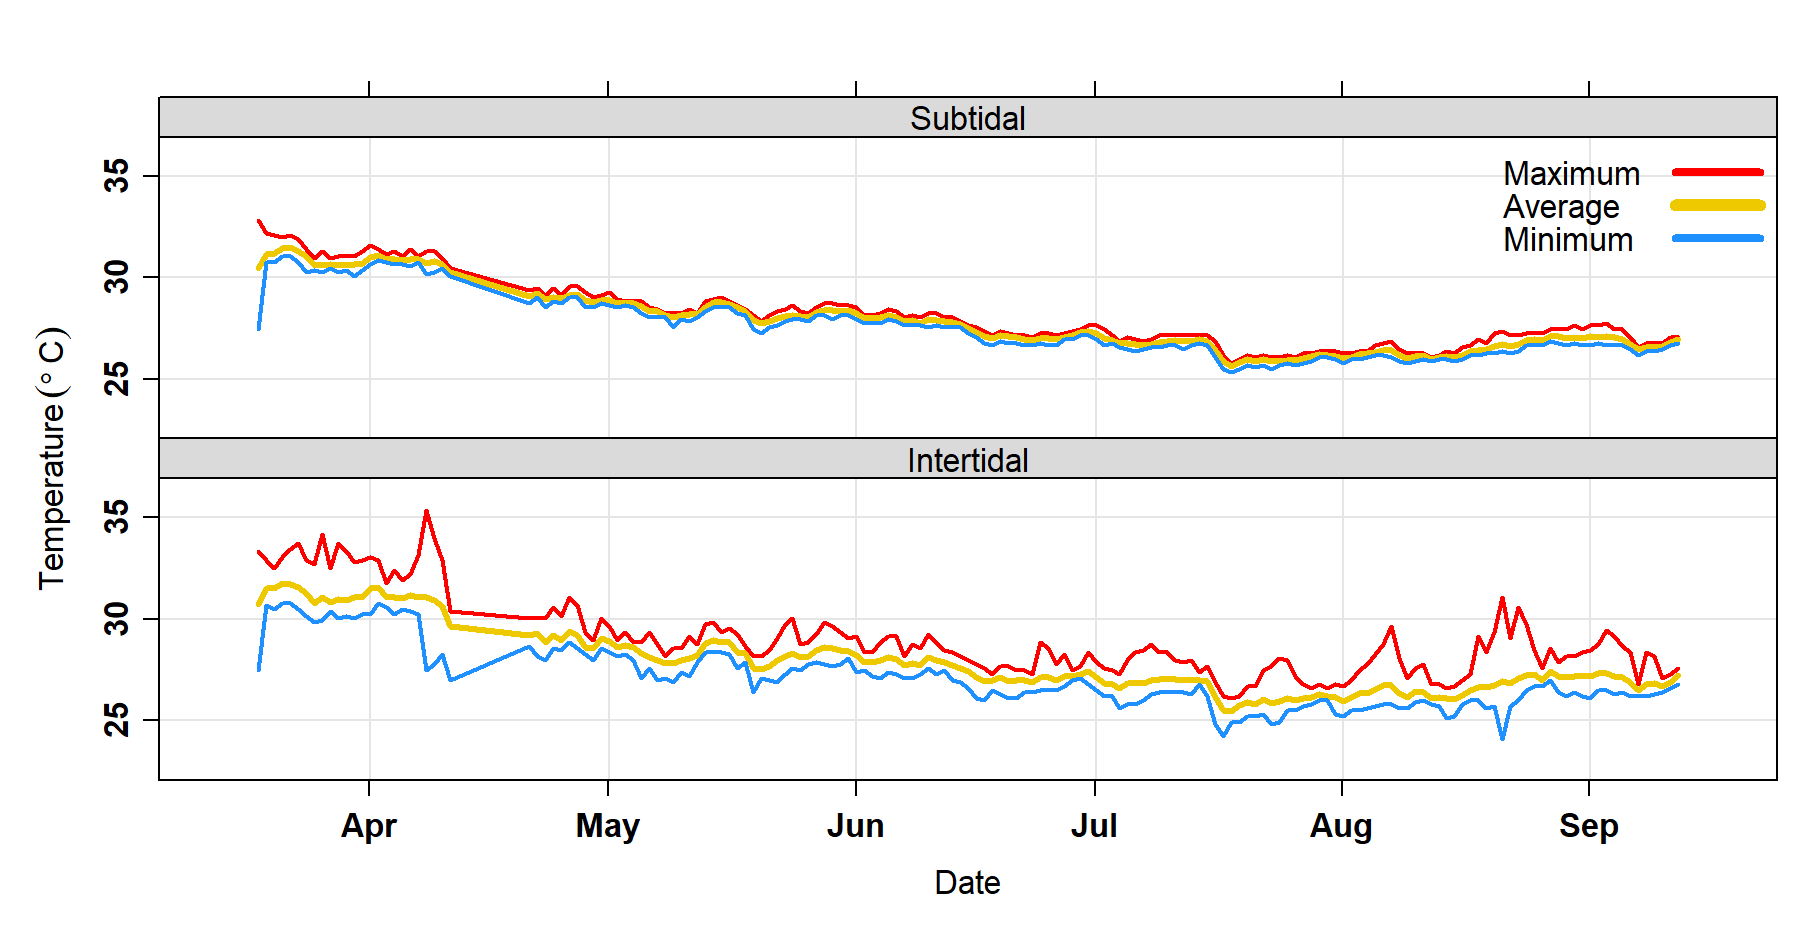 Subtidal
35
30
25
Maximum
Average
Minimum
Temperature (° C)
Intertidal
35
30
25
Apr May Jun Jul Aug Sep
Date